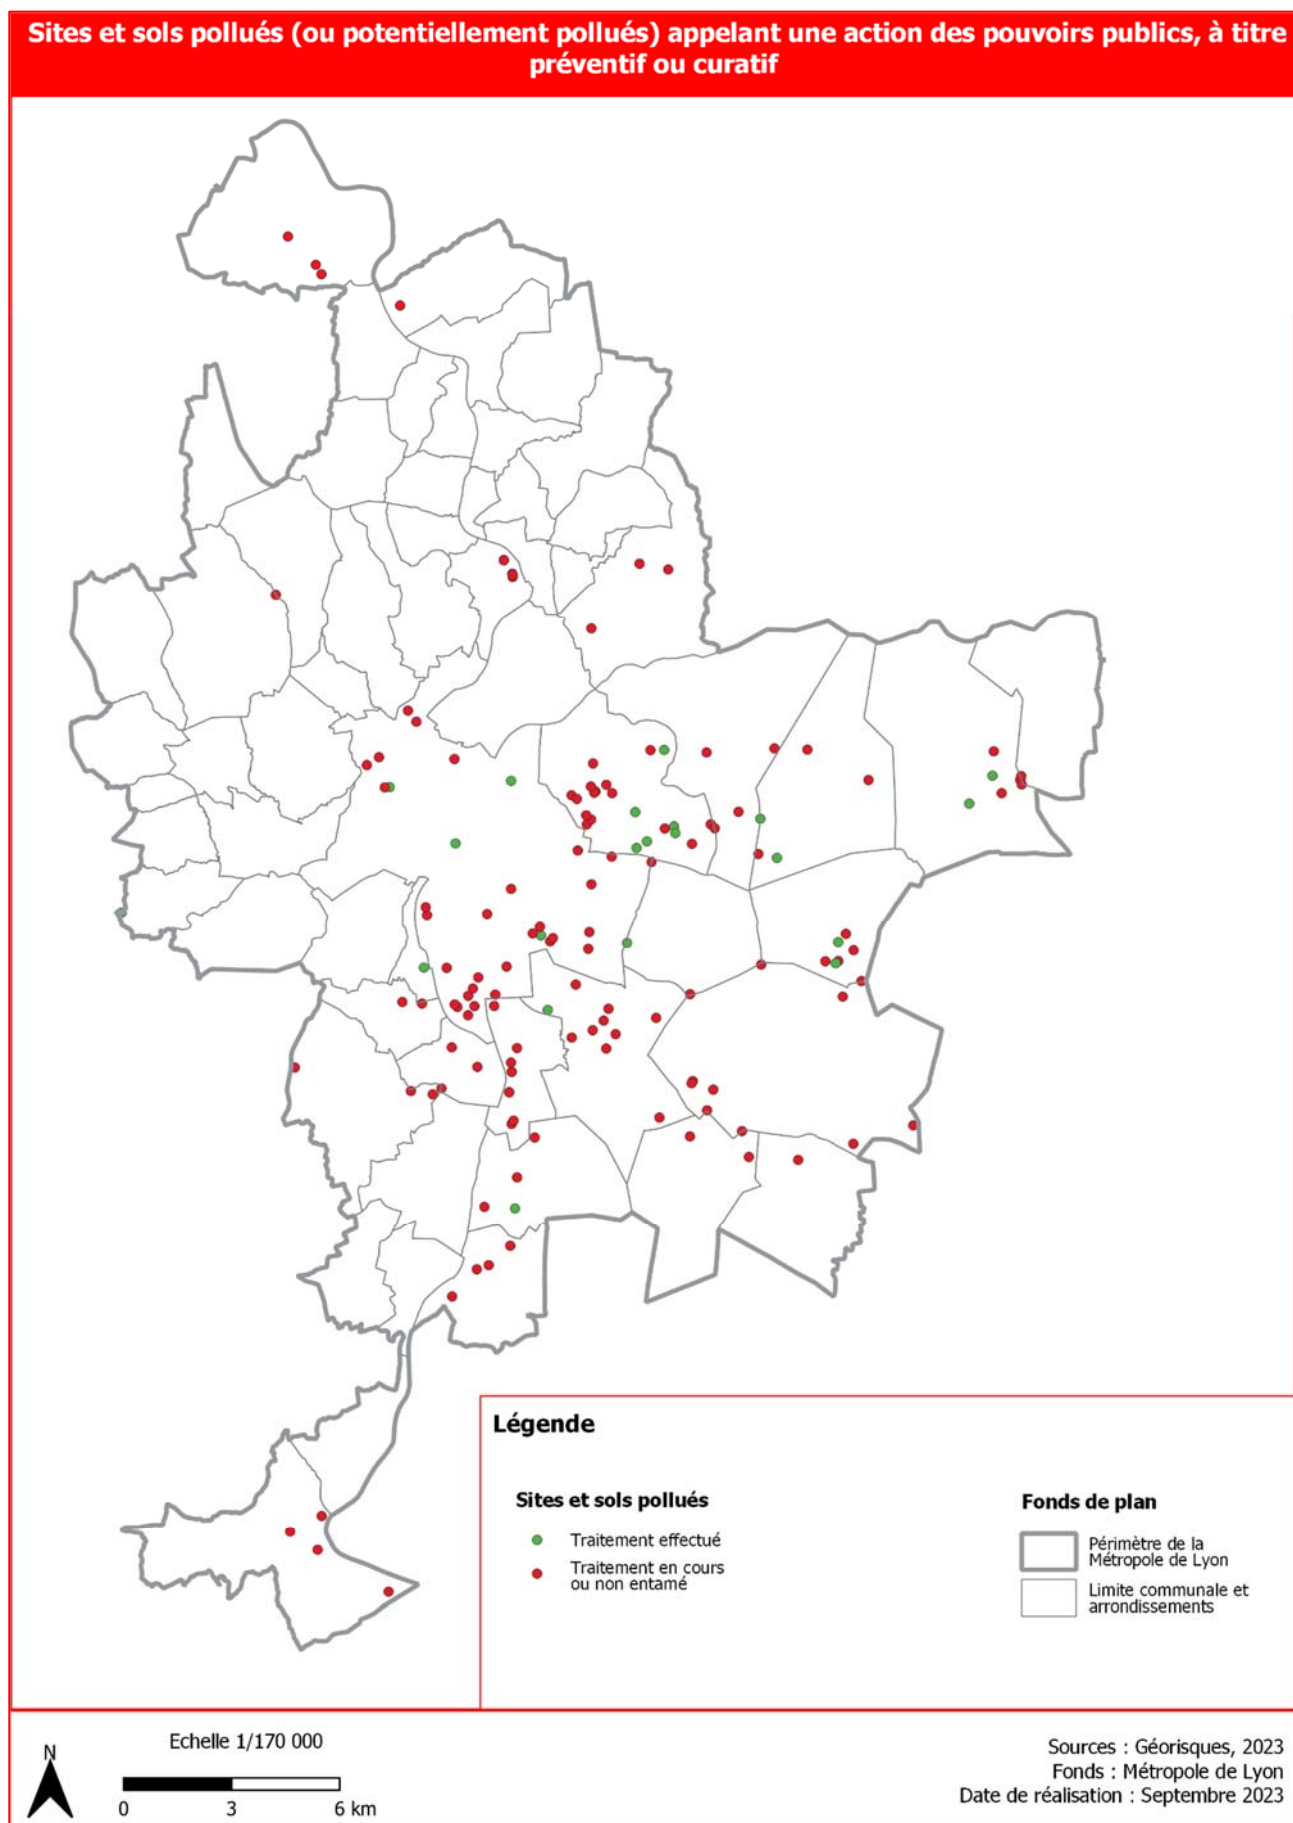 Sites et sols pollués (ou potentiellement pollués) appelant une action des pouvoirs publics, à titre
préventif ou curatif
Légende
Sites et sols pollués
Traitement effectué
Traitement en cours
ou non entamé
Fonds de plan
Périmètre de la
Métropole de Lyon
Limite communale et
arrondissements
N
Echelle 1/170 000
0 3 6 km
Sources : Géorisques, 2023
Fonds : Métropole de Lyon
Date de réalisation : Septembre 2023